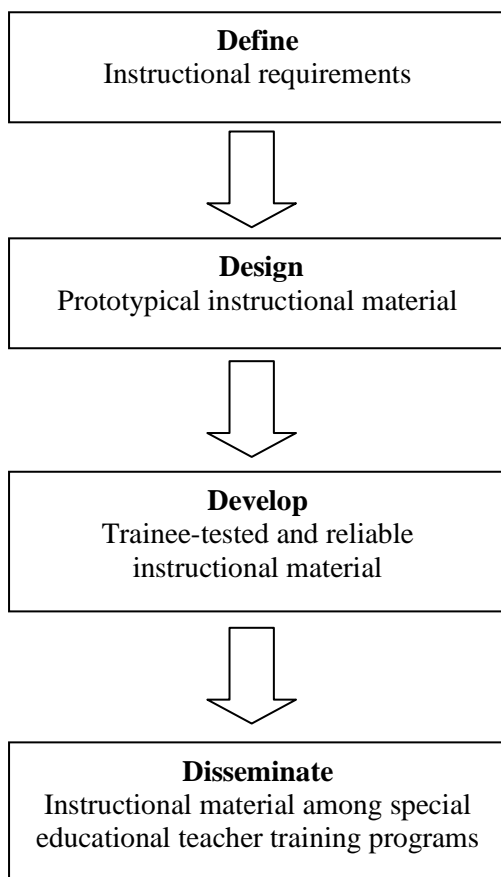 Define
Instructional requirements
Design
Prototypical instructional material
Develop
Trainee-tested and reliable
instructional material
Disseminate
Instructional material among special
educational teacher training programs